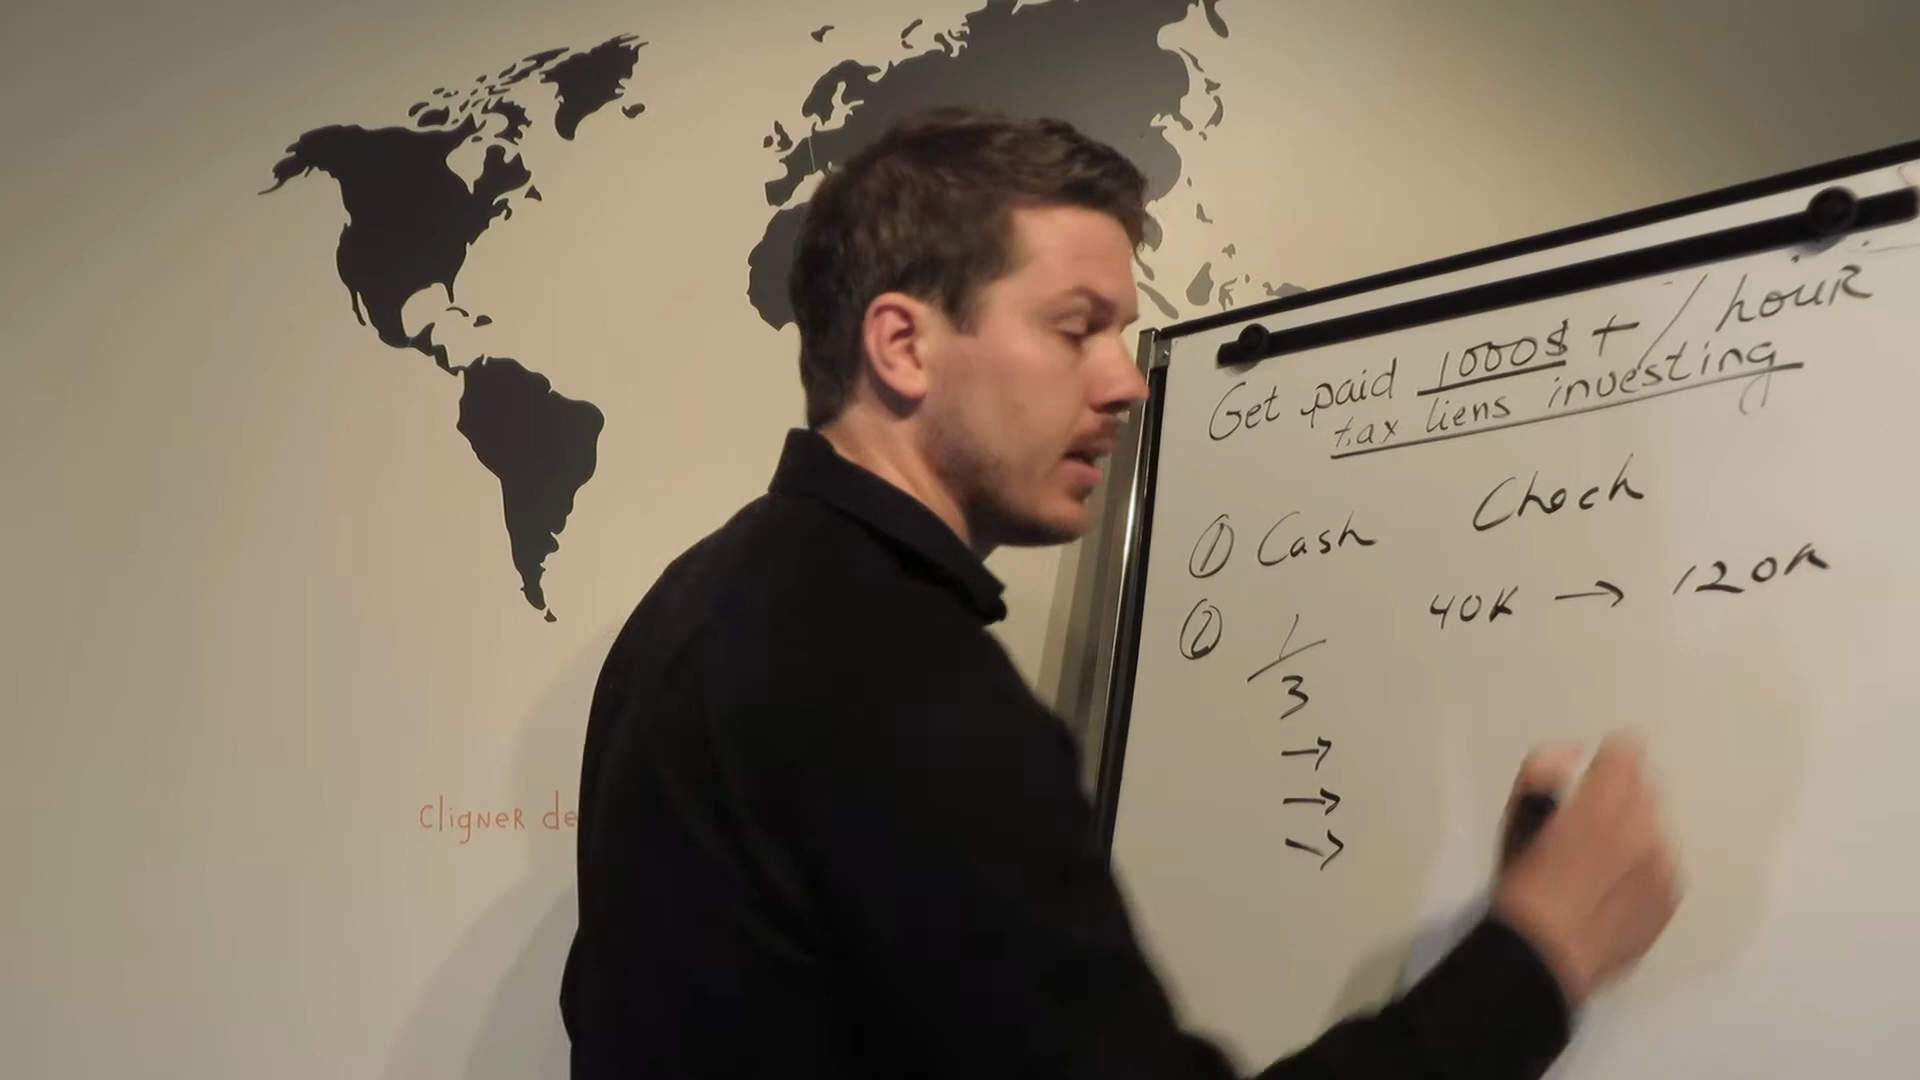 Get paid 1000$ + / hour
tax liens investing
① Cash Check
② 1/3 40K → 120K
→
→
→
Cligner de